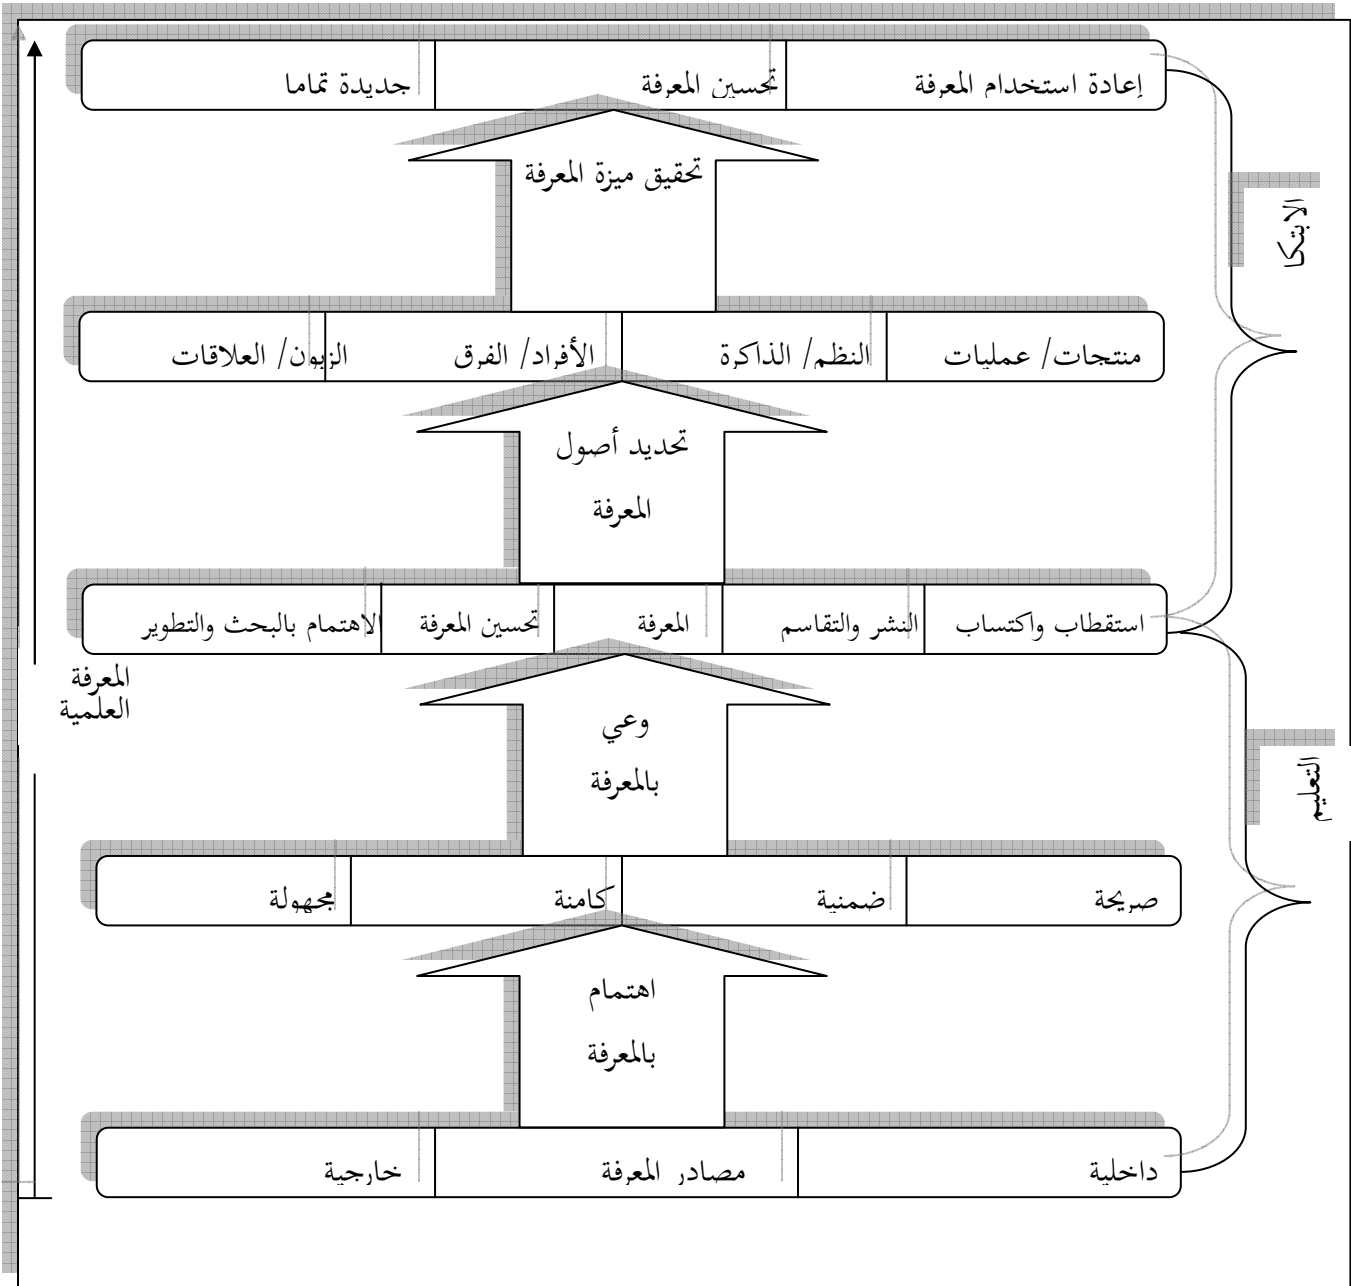 إعادة استخدام المعرفة
تحسين المعرفة
جديدة تماما
تحقيق ميزة المعرفة
الابتكا
منتجات/ عمليات
النظم/ الذاكرة
الأفراد/ الفرق
الزبون/ العلاقات
تحديد أصول
المعرفة
استقطاب واكتساب
النشر والتقاسم
المعرفة
تحسين المعرفة
الاهتمام بالبحث والتطوير
المعرفة
العلمية
وعي
بالمعرفة
التعليم
صريحة
ضمنية
كامنة
مجهولة
اهتمام
بالمعرفة
داخلية
مصادر المعرفة
خارجية